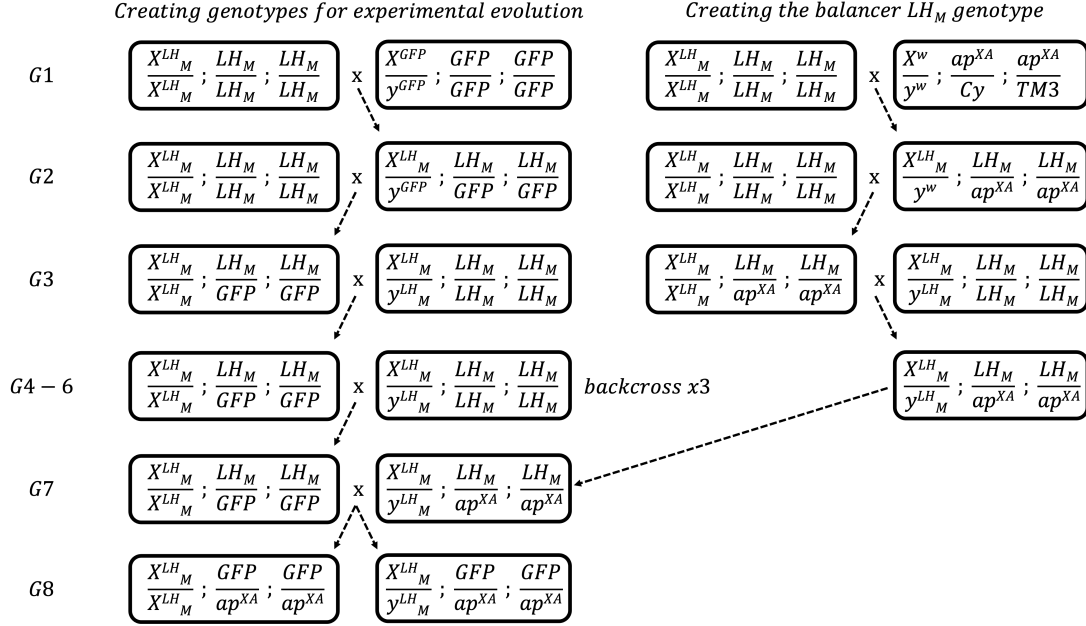 Creating genotypes for experimental evolution Creating the balancer LH_M genotype
G1 X^LH_M/X^LH_M ; LH_M/LH_M ; LH_M/LH_M x X^GFP/y^GFP ; GFP/GFP ; GFP/GFP X^LH_M/X^LH_M ; LH_M/LH_M ; LH_M/LH_M x X^w/y^w ; ap^XA/Cy ; ap^XA/TM3
G2 X^LH_M/X^LH_M ; LH_M/LH_M ; LH_M/LH_M x X^LH_M/y^GFP ; LH_M/GFP ; LH_M/GFP X^LH_M/X^LH_M ; LH_M/LH_M ; LH_M/LH_M x X^LH_M/y^w ; LH_M/ap^XA ; LH_M/ap^XA
G3 X^LH_M/X^LH_M ; LH_M/GFP ; LH_M/GFP x X^LH_M/y^LH_M ; LH_M/LH_M ; LH_M/LH_M X^LH_M/X^LH_M ; LH_M/ap^XA ; LH_M/ap^XA x X^LH_M/y^LH_M ; LH_M/LH_M ; LH_M/LH_M
G4 − 6 X^LH_M/X^LH_M ; LH_M/GFP ; LH_M/GFP x X^LH_M/y^LH_M ; LH_M/LH_M ; LH_M/LH_M backcross x3 X^LH_M/y^LH_M ; LH_M/ap^XA ; LH_M/ap^XA
G7 X^LH_M/X^LH_M ; LH_M/GFP ; LH_M/GFP x X^LH_M/y^LH_M ; LH_M/ap^XA ; LH_M/ap^XA
G8 X^LH_M/X^LH_M ; GFP/ap^XA ; GFP/ap^XA X^LH_M/y^LH_M ; GFP/ap^XA ; GFP/ap^XA